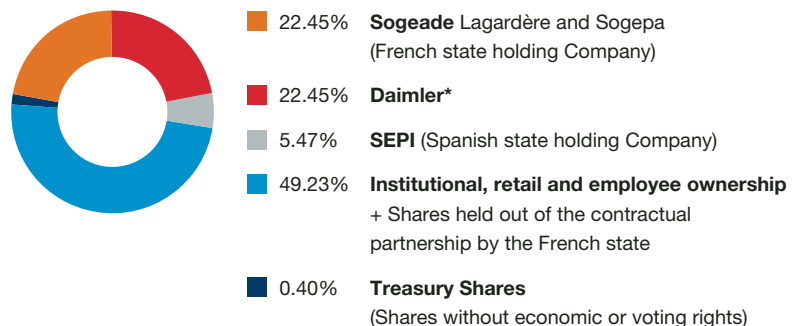 22.45% Sogeade Lagardère and Sogepa
(French state holding Company)
22.45% Daimler*
5.47% SEPI (Spanish state holding Company)
49.23% Institutional, retail and employee ownership
+ Shares held out of the contractual
partnership by the French state
0.40% Treasury Shares
(Shares without economic or voting rights)